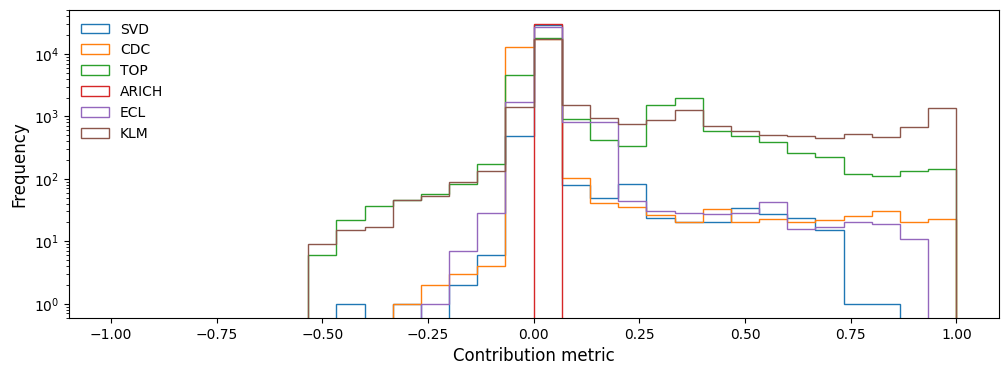 SVD
CDC
TOP
ARICH
ECL
KLM
Frequency
10⁴
10³
10²
10¹
10⁰
−1.00 −0.75 −0.50 −0.25 0.00 0.25 0.50 0.75 1.00
Contribution metric